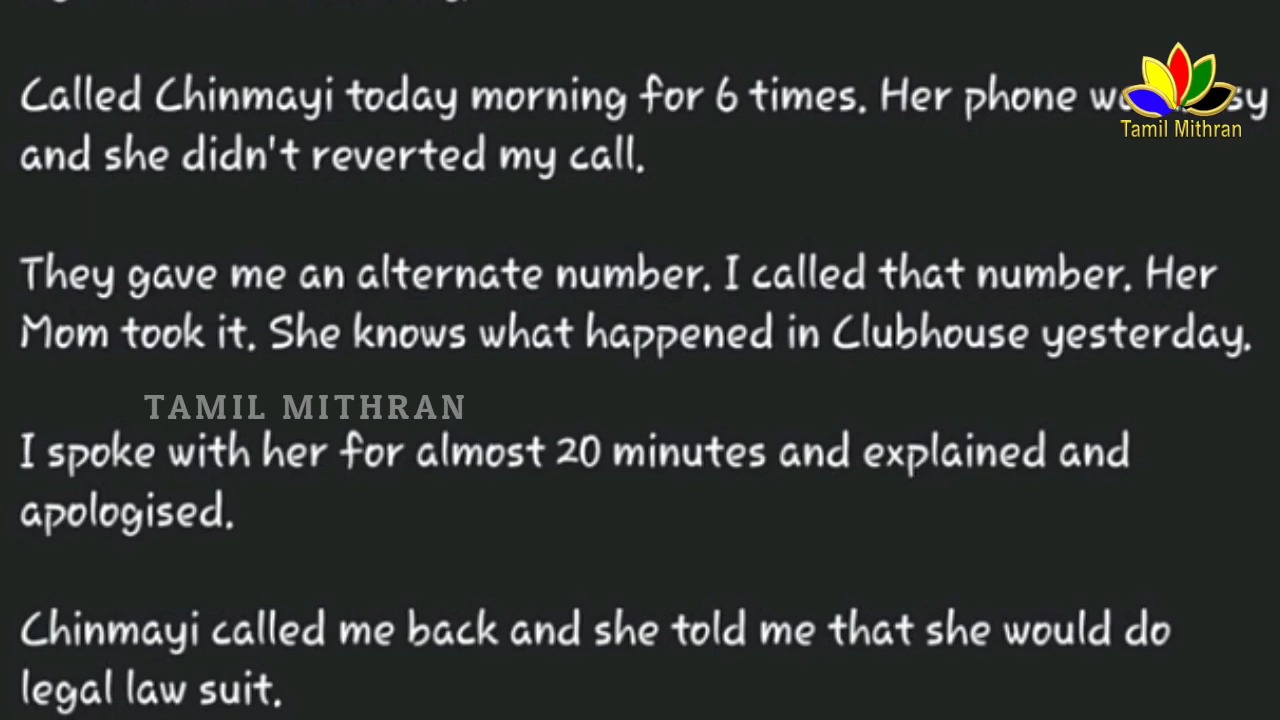 Called Chinmayi today morning for 6 times. Her phone
Tamil Mithran
and she didn't reverted my call.
They gave me an alternate number. I called that number. Her
Mom took it. She knows what happened in Clubhouse yesterday.
TAMIL MITHRAN
I spoke with her for almost 20 minutes and explained and
apologised.
Chinmayi called me back and she told me that she would do
legal law suit.